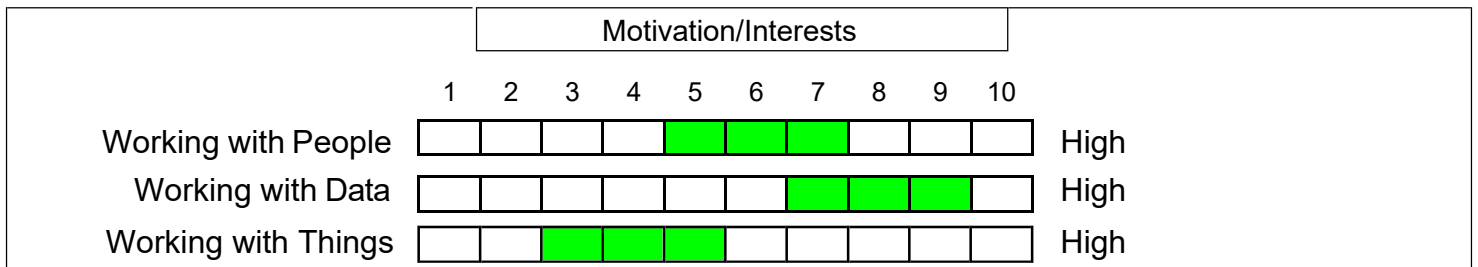 Motivation/Interests
1 2 3 4 5 6 7 8 9 10
Working with People High
Working with Data High
Working with Things High